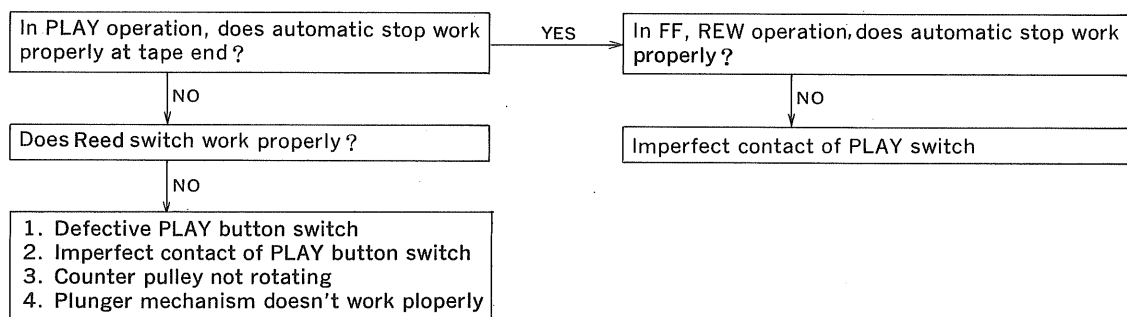 In PLAY operation, does automatic stop work
properly at tape end?
YES
In FF, REW operation, does automatic stop work
properly?
NO
NO
Does Reed switch work properly?
Imperfect contact of PLAY switch
NO
1. Defective PLAY button switch
2. Imperfect contact of PLAY button switch
3. Counter pulley not rotating
4. Plunger mechanism doesn't work ploperly